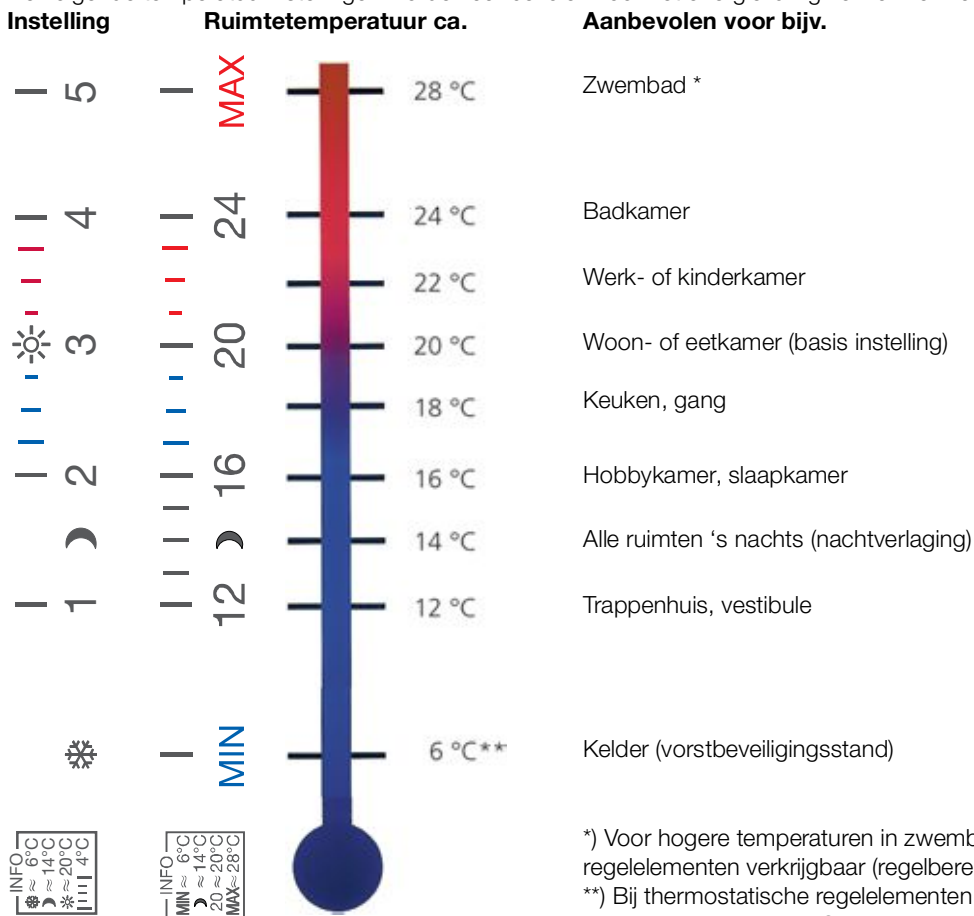 Instelling Ruimtetemperatuur ca. Aanbevolen voor bijv.
5 MAX 28 °C Zwembad *
4 24 24 °C Badkamer
22 °C Werk- of kinderkamer
3 20 20 °C Woon- of eetkamer (basis instelling)
18 °C Keuken, gang
2 16 16 °C Hobbykamer, slaapkamer
14 °C Alle ruimten ‘s nachts (nachtverlaging)
1 12 12 °C Trappenhuis, vestibule
MIN 6 °C** Kelder (vorstbeveiligingsstand)
INFO
≈ 6°C
≈ 14°C
≈ 20°C
4°C
INFO
MIN ≈ 6°C
≈ 14°C
20 ≈ 20°C
MAX ≈ 28°C
*) Voor hogere temperaturen in zwemb
regelelementen verkrijgbaar (regelbere
**) Bij thermostatische regelelementen